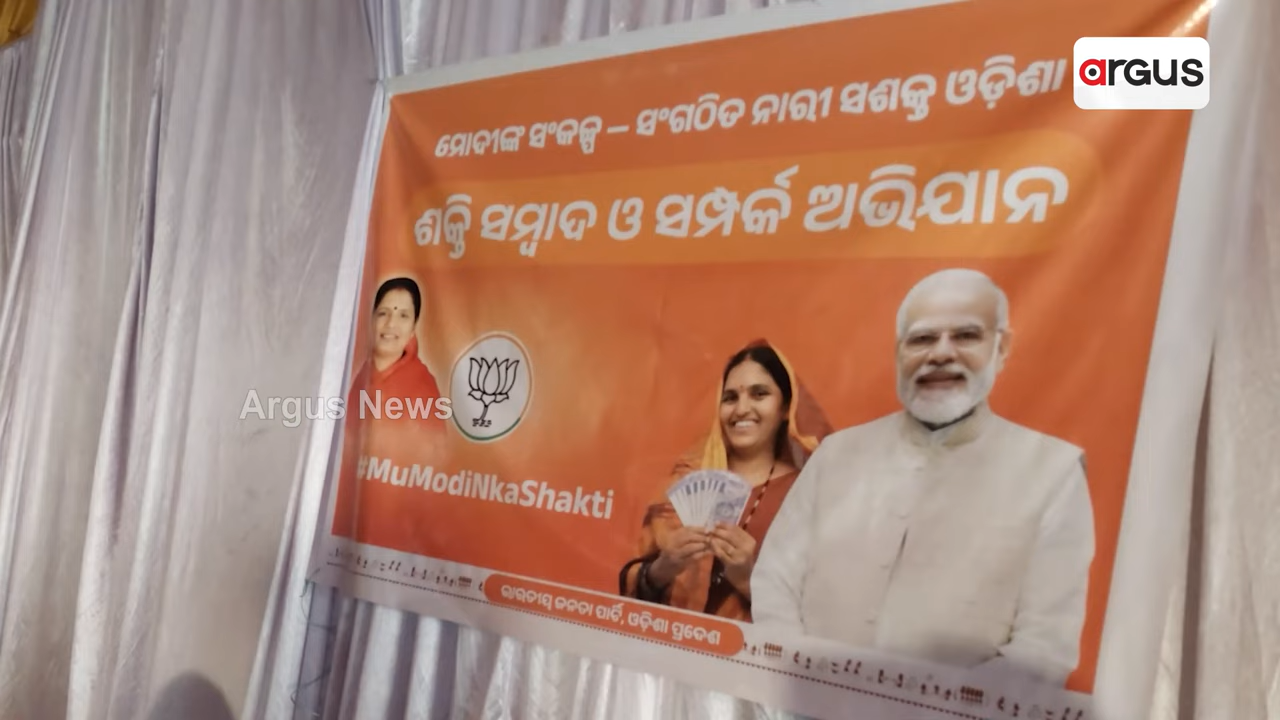 argus
ମୋଦୀଙ୍କ ସଂକଳ୍ପ – ସଂଗଠିତ ନାରୀ ସଶକ୍ତ ଓଡ଼ିଶା
ଶକ୍ତି ସମ୍ବାଦ ଓ ସମ୍ପର୍କ ଅଭିଯାନ
Argus News
#MuModiNkaShakti
ଭାରତୀୟ ଜନତା ପାର୍ଟି, ଓଡ଼ିଶା ପ୍ରଦେଶ